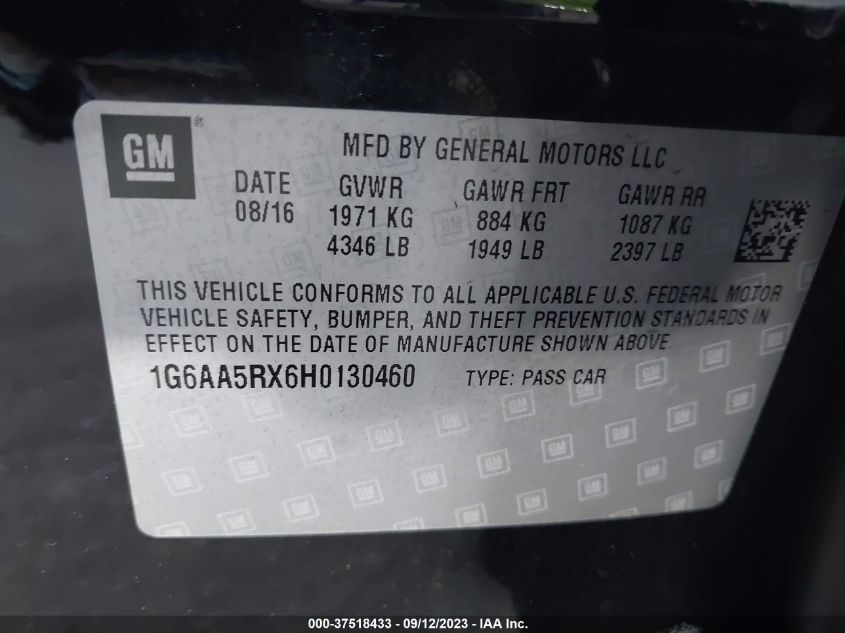 GM ®
MFD BY GENERAL MOTORS LLC
DATE GVWR GAWR FRT GAWR RR
08/16 1971 KG 884 KG 1087 KG
4346 LB 1949 LB 2397 LB
THIS VEHICLE CONFORMS TO ALL APPLICABLE U.S. FEDERAL MOTOR
VEHICLE SAFETY, BUMPER, AND THEFT PREVENTION STANDARDS IN
EFFECT ON THE DATE OF MANUFACTURE SHOWN ABOVE
1G6AA5RX6H0130460 TYPE: PASS CAR
000-37518433 - 09/12/2023 - IAA Inc.